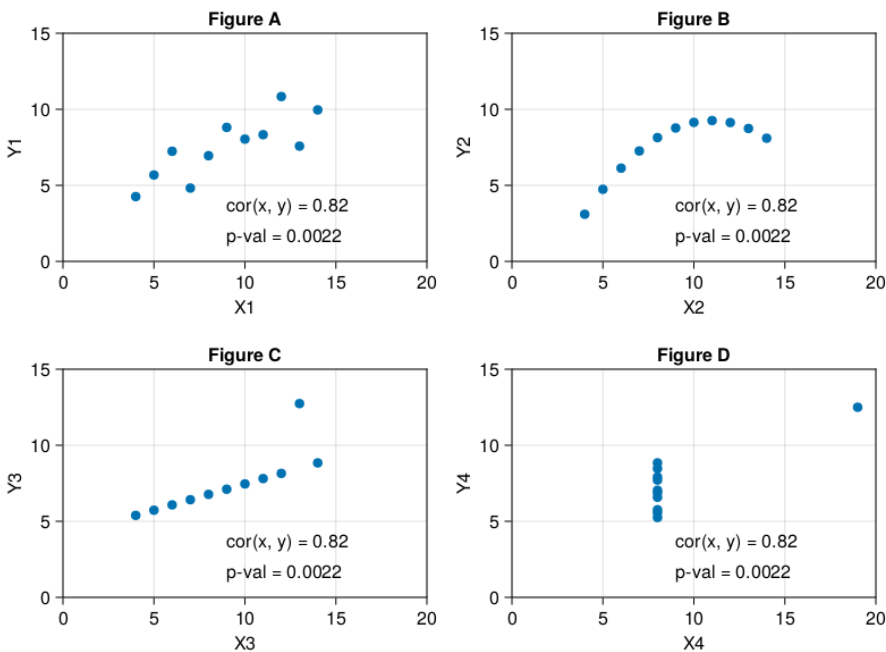 Figure A
15
10
5
0
Y1
cor(x, y) = 0.82
p-val = 0.0022
0 5 10 15 20
X1
Figure B
15
10
5
0
Y2
cor(x, y) = 0.82
p-val = 0.0022
0 5 10 15 20
X2
Figure C
15
10
5
0
Y3
cor(x, y) = 0.82
p-val = 0.0022
0 5 10 15 20
X3
Figure D
15
10
5
0
Y4
cor(x, y) = 0.82
p-val = 0.0022
0 5 10 15 20
X4